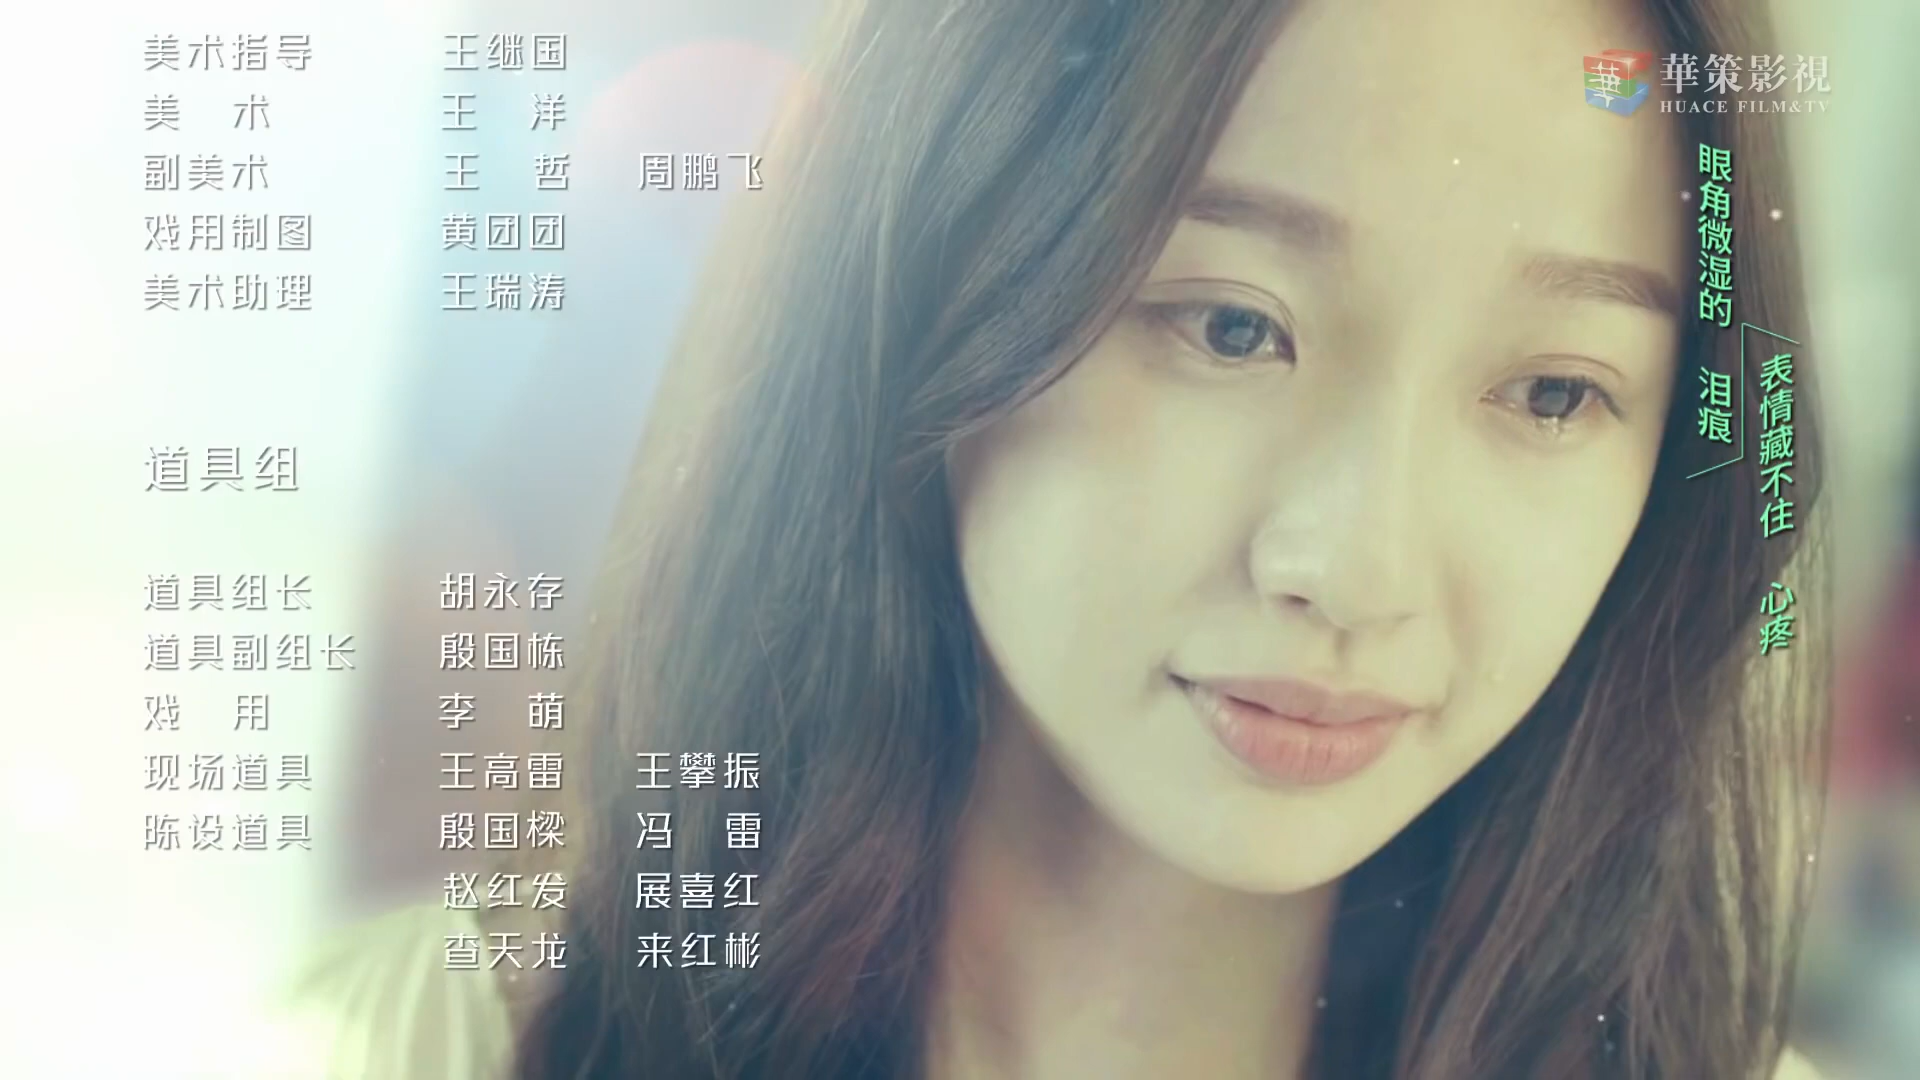 美术指导 王继国
美术 王洋
副美术 王哲 周鹏飞
戏用制图 黄团团
美术助理 王瑞涛
道具组
道具组长 胡永存
道具副组长 殷国栋
戏用 李萌
现场道具 王高雷 王攀振
陈设道具 殷国樑 冯雷
赵红发 展喜红
查天龙 来红彬
華策影視
HUACE FILM&TV
眼角微湿的 泪痕
表情藏不住 心疼